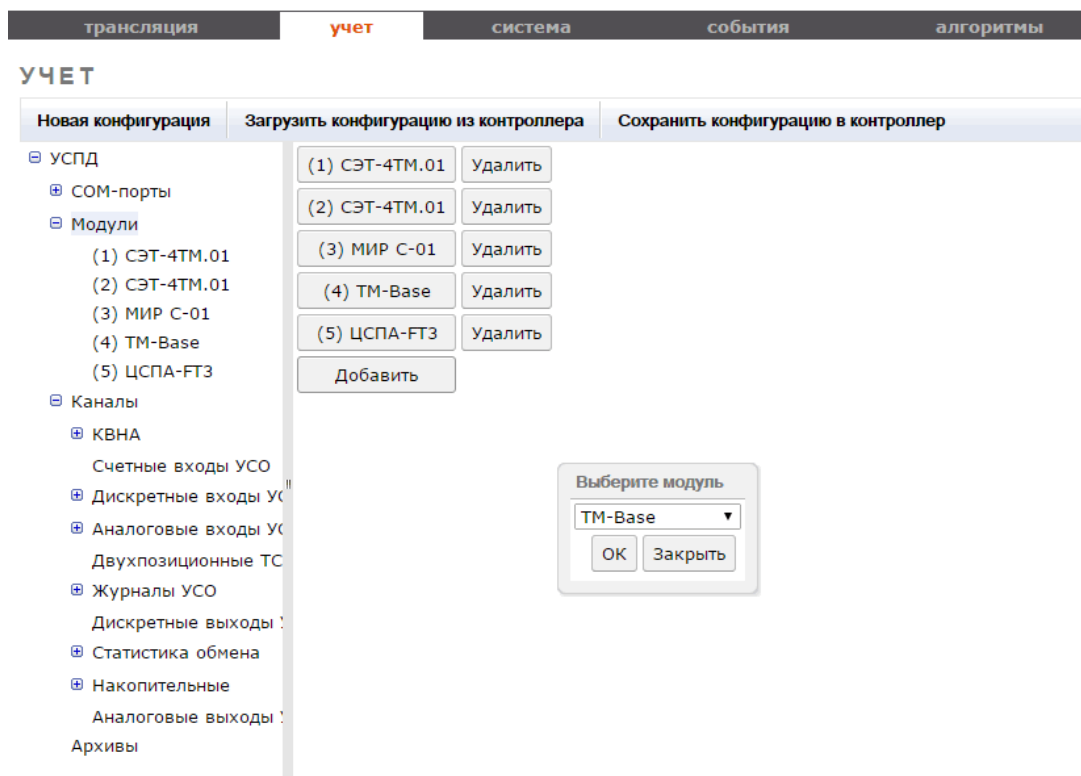 трансляция учет система события алгоритмы
УЧЕТ
Новая конфигурация Загрузить конфигурацию из контроллера Сохранить конфигурацию в контроллер
УСПД
COM-порты
Модули
(1) СЭТ-4ТМ.01
(2) СЭТ-4ТМ.01
(3) МИР С-01
(4) TM-Base
(5) ЦСПА-FT3
Каналы
КВНА
Счетные входы УСО
Дискретные входы УС
Аналоговые входы УС
Двухпозиционные ТС
Журналы УСО
Дискретные выходы У
Статистика обмена
Накопительные
Аналоговые выходы У
Архивы
(1) СЭТ-4ТМ.01 Удалить
(2) СЭТ-4ТМ.01 Удалить
(3) МИР С-01 Удалить
(4) TM-Base Удалить
(5) ЦСПА-FT3 Удалить
Добавить
Выберите модуль
TM-Base
ОК Закрыть